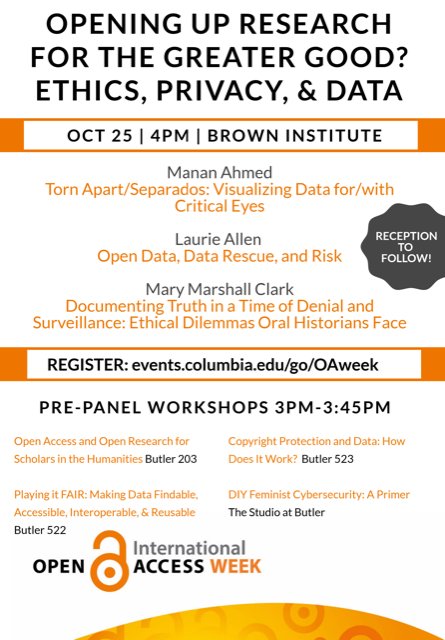 OPENING UP RESEARCH
FOR THE GREATER GOOD?
ETHICS, PRIVACY, & DATA
OCT 25 | 4PM | BROWN INSTITUTE
Manan Ahmed
Torn Apart/Separados: Visualizing Data for/with
Critical Eyes
Laurie Allen
Open Data, Data Rescue, and Risk
RECEPTION
TO
FOLLOW!
Mary Marshall Clark
Documenting Truth in a Time of Denial and
Surveillance: Ethical Dilemmas Oral Historians Face
REGISTER: events.columbia.edu/go/OAweek
PRE-PANEL WORKSHOPS 3PM-3:45PM
Open Access and Open Research for
Scholars in the Humanities Butler 203
Copyright Protection and Data: How
Does It Work? Butler 523
Playing it FAIR: Making Data Findable,
Accessible, Interoperable, & Reusable
Butler 522
DIY Feminist Cybersecurity: A Primer
The Studio at Butler
International
OPEN ACCESS WEEK